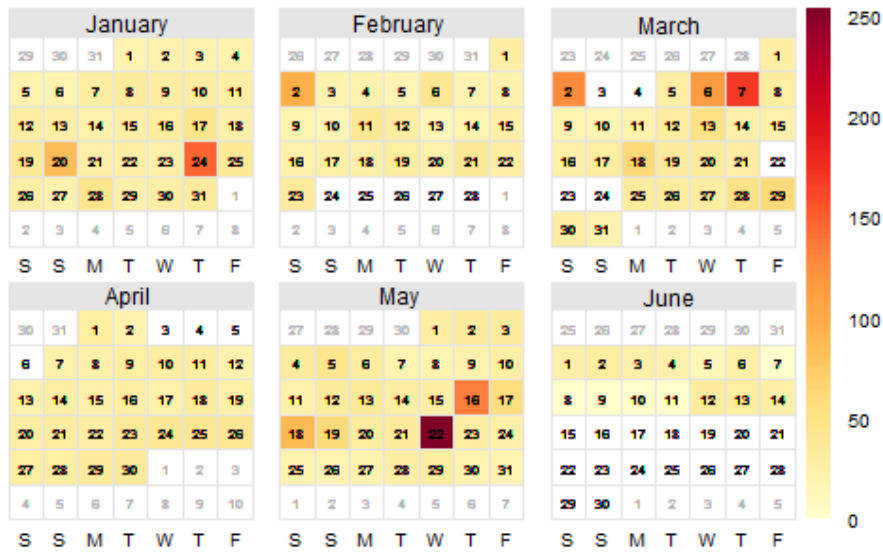 January February March
29 30 31 1 2 3 4 26 27 28 29 30 31 1 23 24 25 26 27 28 1 250
5 6 7 8 9 10 11 2 3 4 5 6 7 8 2 3 4 5 6 7 8
12 13 14 15 16 17 18 9 10 11 12 13 14 15 9 10 11 12 13 14 15 200
19 20 21 22 23 24 25 16 17 18 19 20 21 22 16 17 18 19 20 21 22
26 27 28 29 30 31 1 23 24 25 26 27 28 1 23 24 25 26 27 28 29
2 3 4 5 6 7 8 2 3 4 5 6 7 8 30 31 1 2 3 4 5 150
S S M T W T F S S M T W T F S S M T W T F
April May June
30 31 1 2 3 4 5 27 28 29 30 1 2 3 25 26 27 28 29 30 31 100
6 7 8 9 10 11 12 4 5 6 7 8 9 10 1 2 3 4 5 6 7
13 14 15 16 17 18 19 11 12 13 14 15 16 17 8 9 10 11 12 13 14
20 21 22 23 24 25 26 18 19 20 21 22 23 24 15 16 17 18 19 20 21 50
27 28 29 30 1 2 3 25 26 27 28 29 30 31 22 23 24 25 26 27 28
4 5 6 7 8 9 10 1 2 3 4 5 6 7 29 30 1 2 3 4 5 0
S S M T W T F S S M T W T F S S M T W T F